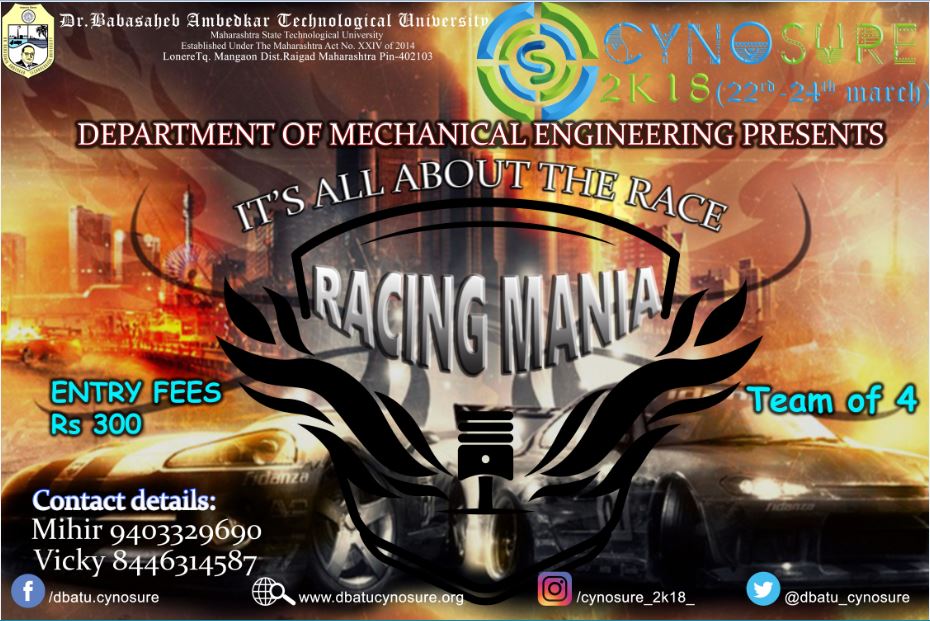 Dr.Babasaheb Ambedkar Technological University
Maharashtra State Technological University
Established Under The Maharashtra Act No. XXIV of 2014
LonereTq. Mangaon Dist.Raigad Maharashtra Pin-402103
CYNOSURE
2K18(22rd-24th march)
DEPARTMENT OF MECHANICAL ENGINEERING PRESENTS
IT'S ALL ABOUT THE RACE
RACING MANIA
ENTRY FEES
Rs 300
Team of 4
Contact details:
Mihir 9403329690
Vicky 8446314587
/dbatu.cynosure
www.dbatucynosure.org
/cynosure_2k18_
@dbatu_cynosure